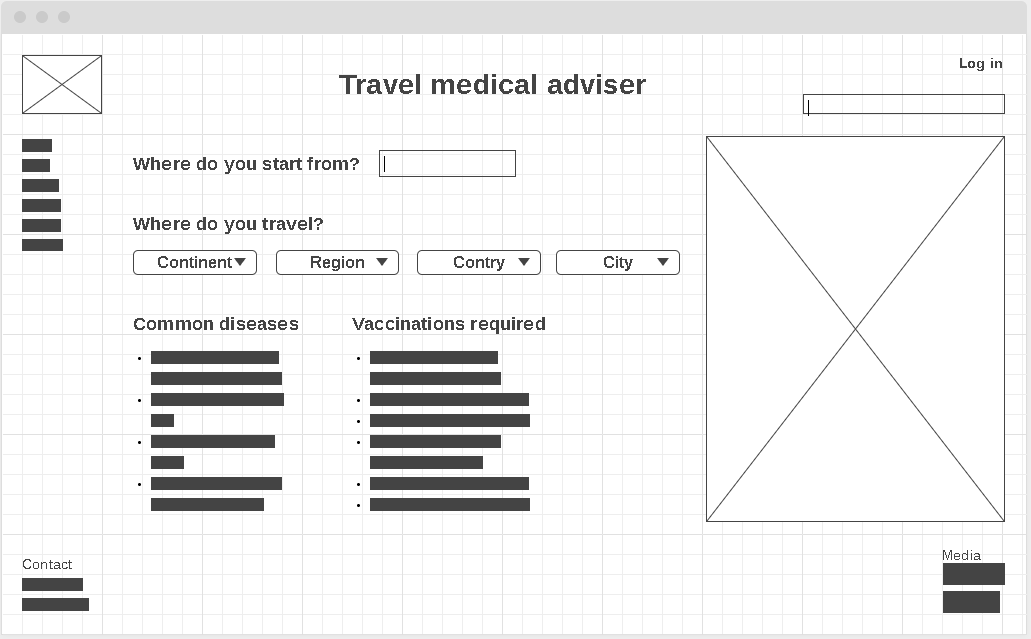 Log in
Travel medical adviser
Where do you start from?
Where do you travel?
Continent
Region
Contry
City
Common diseases
Vaccinations required
Contact
Media